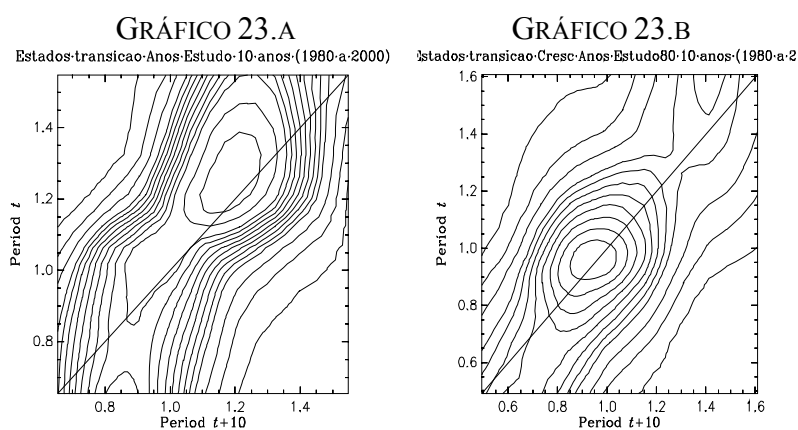 GRÁFICO 23.A
Estados·transicao·Anos·Estudo·10·anos·(1980·a·2000)
1.4
1.2
1.0
0.8
Period t
0.8 1.0 1.2 1.4
Period t+10
GRÁFICO 23.B
stados·transicao·Cresc·Anos·Estudo80·10·anos·(1980·a·2
1.6
1.4
1.2
1.0
0.8
0.6
Period t
0.6 0.8 1.0 1.2 1.4 1.6
Period t+10